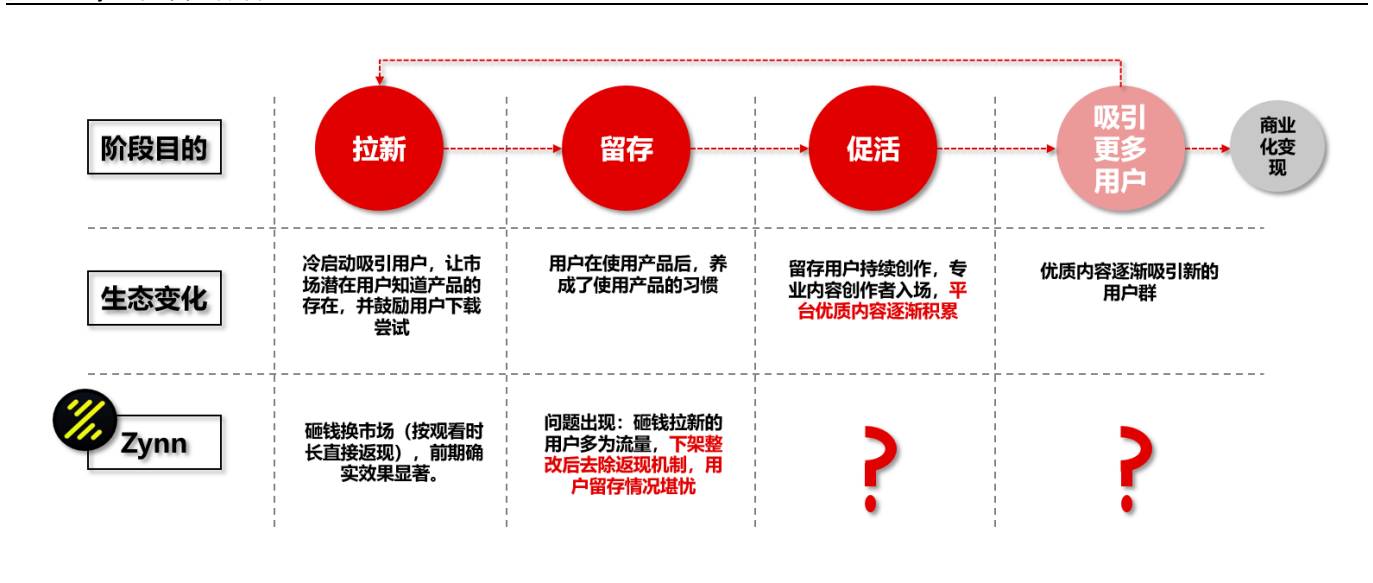 阶段目的
拉新
留存
促活
吸引
更多
用户
商业
化变
现
生态变化
冷启动吸引用户，让市
场潜在用户知道产品的
存在，并鼓励用户下载
尝试
用户在使用产品后，养
成了使用产品的习惯
留存用户持续创作，专
业内容创作者入场，平
台优质内容逐渐积累
优质内容逐渐吸引新的
用户群
Zynn
砸钱换市场（按观看时
长直接返现），前期确
实效果显著。
问题出现：砸钱拉新的
用户多为流量，下架整
改后去除返现机制，用
户留存情况堪忧
?
?